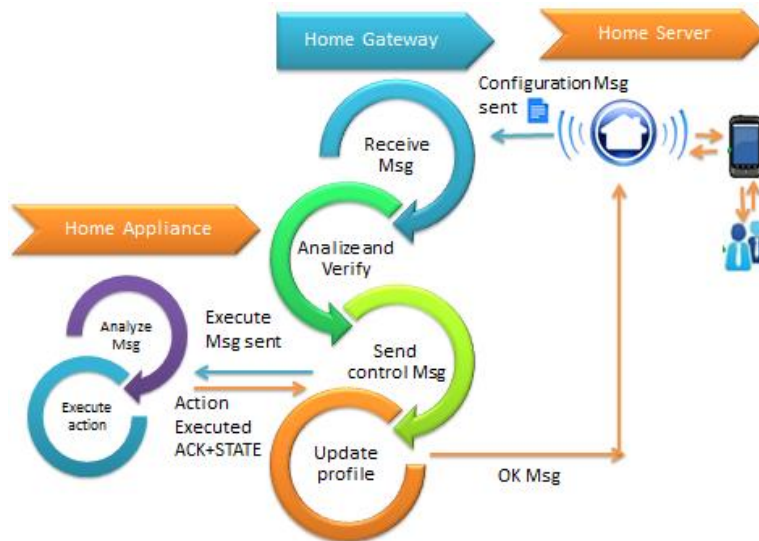 Home Gateway
Home Server
Configuration Msg
sent
Receive
Msg
Home Appliance
Analize and
Verify
Analyze
Msg
Execute
Msg sent
Send
control Msg
Execute
action
Action
Executed
ACK+STATE
Update
profile
OK Msg